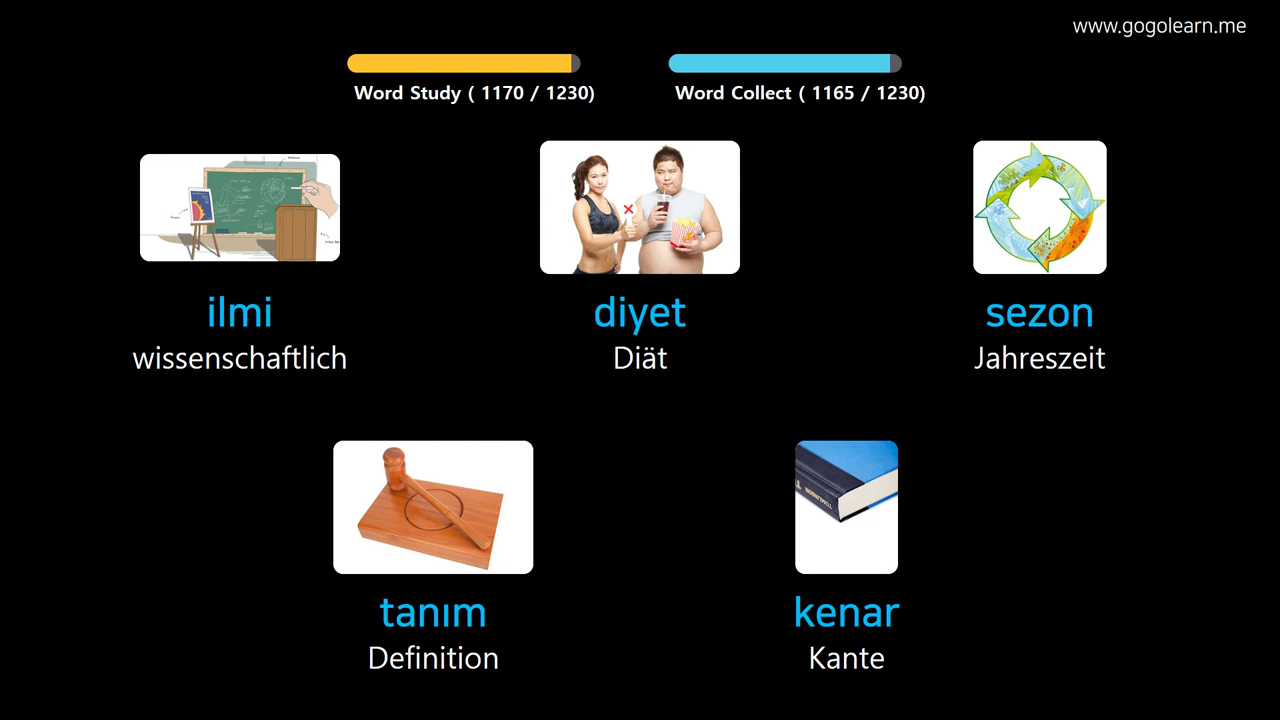 www.gogolearn.me
Word Study ( 1170 / 1230)
Word Collect ( 1165 / 1230)
ilmi
wissenschaftlich
diyet
Diät
sezon
Jahreszeit
tanım
Definition
kenar
Kante